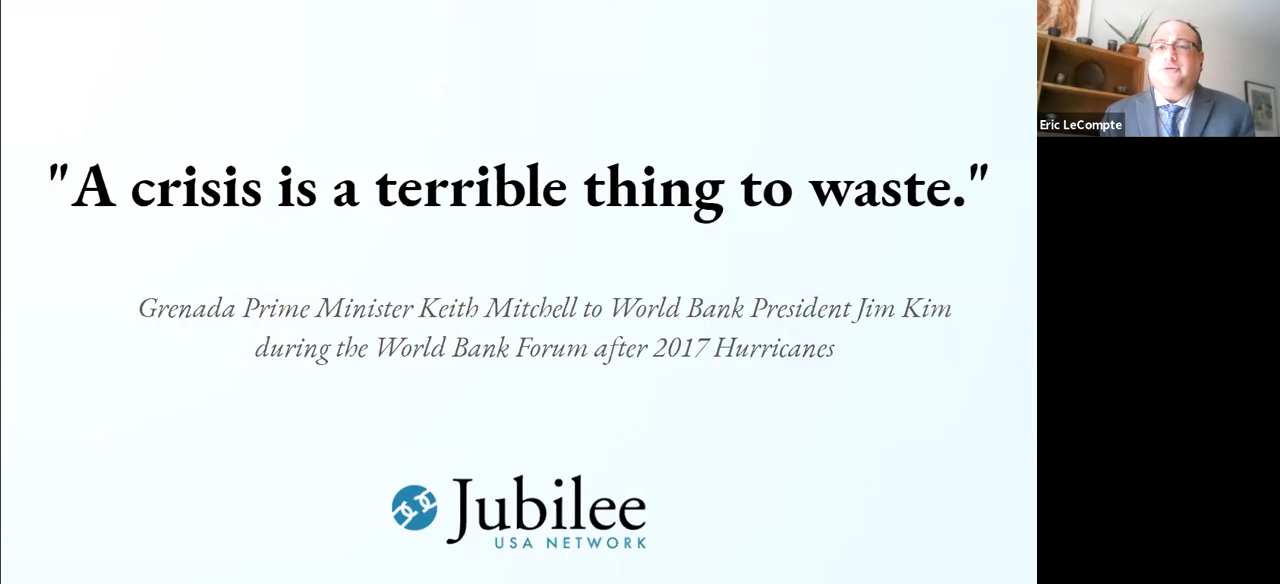 "A crisis is a terrible thing to waste."
Grenada Prime Minister Keith Mitchell to World Bank President Jim Kim
during the World Bank Forum after 2017 Hurricanes
Jubilee
USA NETWORK
Eric LeCompte